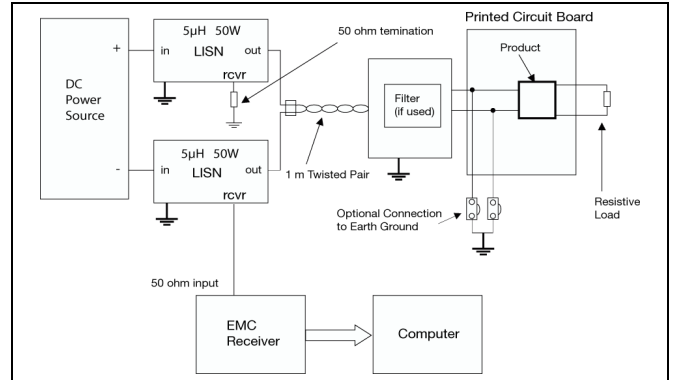 Printed Circuit Board
5µH 50W
50 ohm temination
+
in
out
LISN
rcvr
Product
DC
Power
Source
Filter
(if used)
5µH 50W
-
in
out
LISN
rcvr
1 m Twisted Pair
Optional Connection
to Earth Ground
Resistive
Load
50 ohm input
EMC
Receiver
Computer